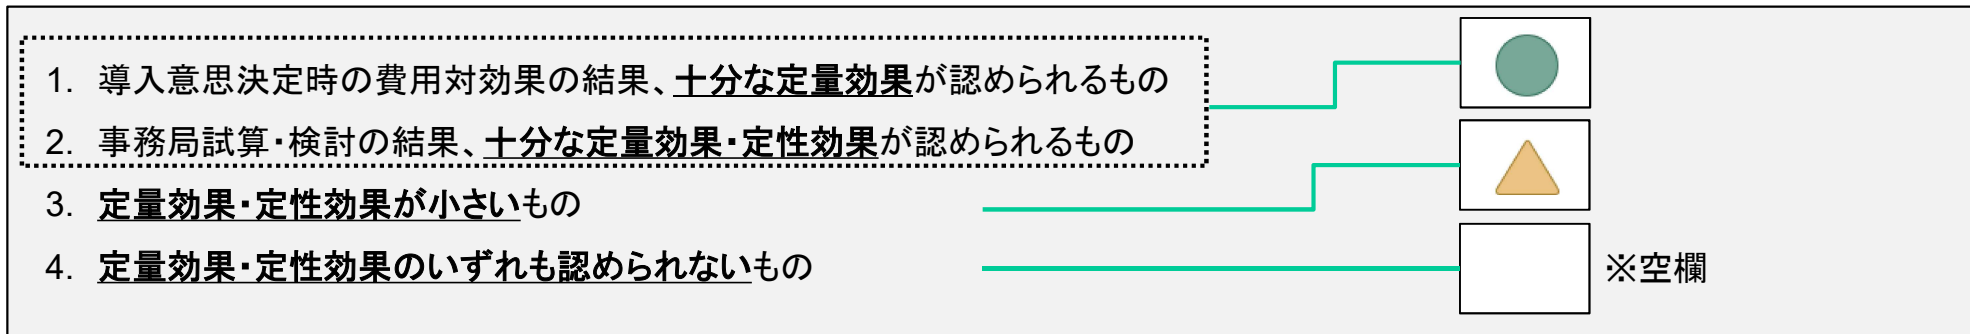 1. 導入意思決定時の費用対効果の結果、十分な定量効果が認められるもの
2. 事務局試算・検討の結果、十分な定量効果・定性効果が認められるもの
3. 定量効果・定性効果が小さいもの
4. 定量効果・定性効果のいずれも認められないもの
※空欄